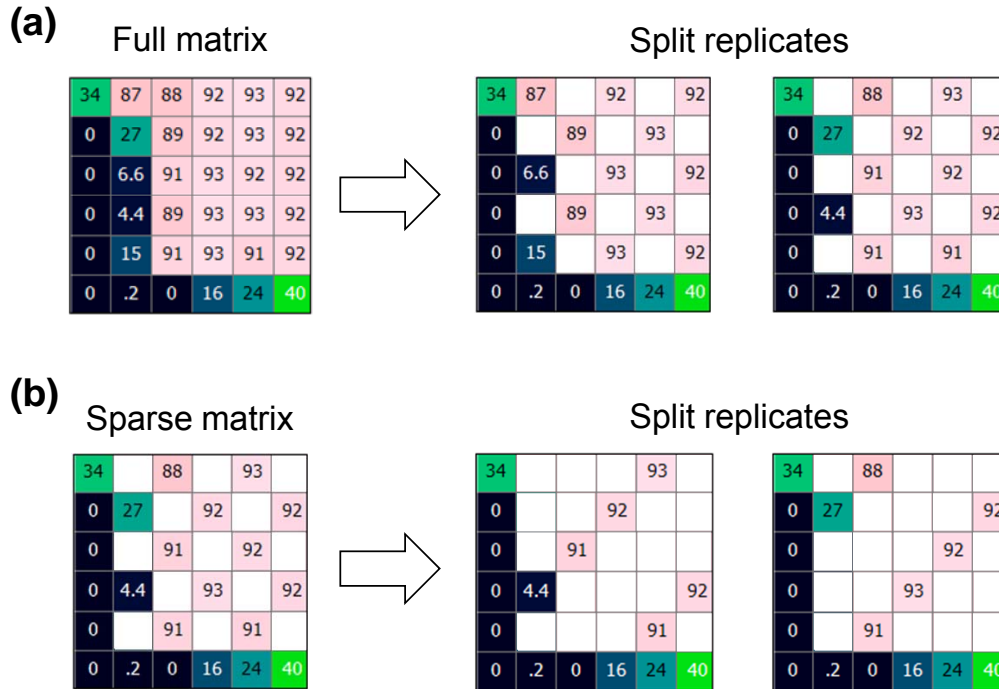 (a)
Full matrix
Split replicates
34 87 88 92 93 92
0 27 89 92 93 92
0 6.6 91 93 92 92
0 4.4 89 93 93 92
0 15 91 93 91 92
0 .2 0 16 24 40
34 87 92 92
0 89 93
0 6.6 93 92
0 89 93
0 15 93 92
0 .2 0 16 24 40
34 88 93
0 27 92 92
0 91 92
0 4.4 93 92
0 91 91
0 .2 0 16 24 40
(b)
Sparse matrix
Split replicates
34 88 93
0 27 92 92
0 91 92
0 4.4 93 92
0 91 91
0 .2 0 16 24 40
34 93
0 92
0 91
0 4.4 92
0 91
0 .2 0 16 24 40
34 88
0 27 92
0 92
0 93
0 91
0 .2 0 16 24 40